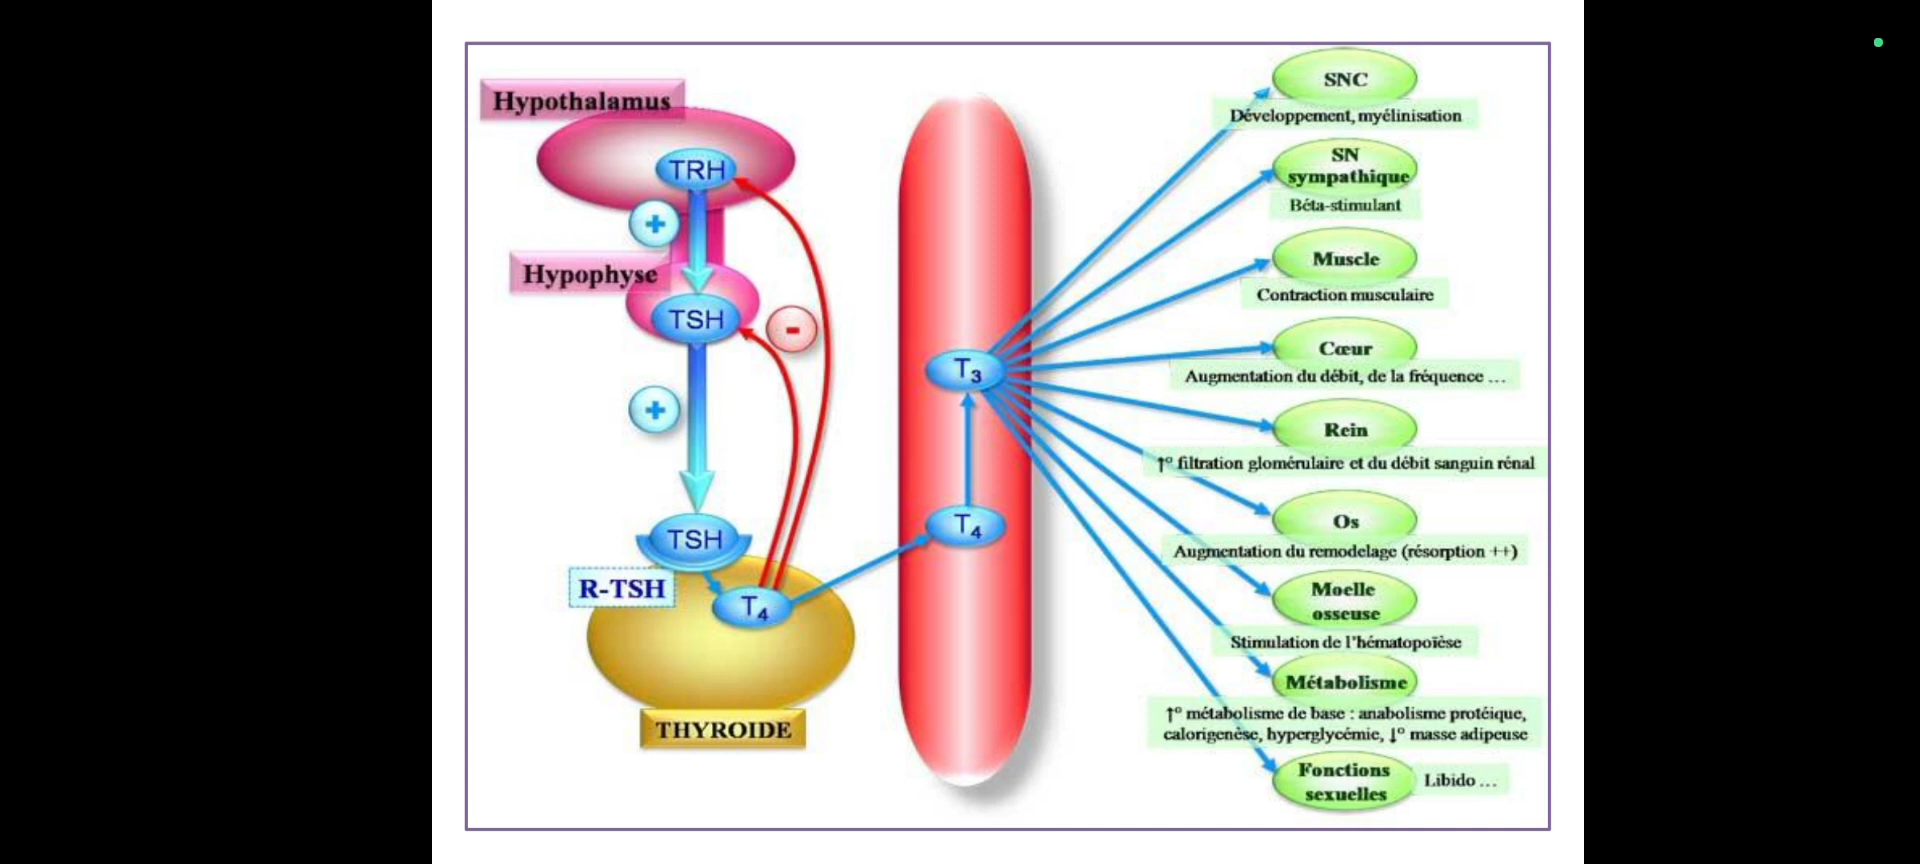 Hypothalamus
TRH
+
Hypophyse
TSH
-
+
TSH
R-TSH
T4
THYROIDE
T3
T4
SNC
Développement, myélinisation
SN
sympathique
Béta-stimulant
Muscle
Contraction musculaire
Cœur
Augmentation du débit, de la fréquence ...
Rein
↑° filtration glomérulaire et du débit sanguin rénal
Os
Augmentation du remodelage (résorption ++)
Moelle
osseuse
Stimulation de l'hématopoïèse
Métabolisme
↑° métabolisme de base : anabolisme protéique,
calorigenèse, hyperglycémie, ↓° masse adipeuse
Fonctions
sexuelles
Libido ...